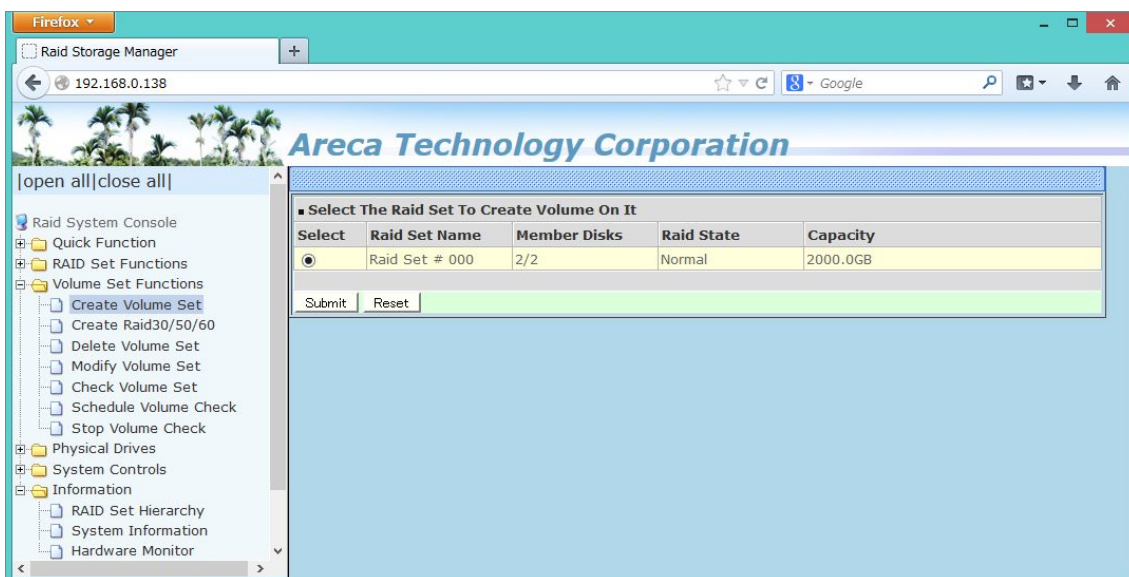 Firefox
Raid Storage Manager
192.168.0.138
Google
Areca Technology Corporation
|open all|close all|
Raid System Console
Quick Function
RAID Set Functions
Volume Set Functions
Create Volume Set
Create Raid30/50/60
Delete Volume Set
Modify Volume Set
Check Volume Set
Schedule Volume Check
Stop Volume Check
Physical Drives
System Controls
Information
RAID Set Hierarchy
System Information
Hardware Monitor
Select The Raid Set To Create Volume On It
Select Raid Set Name Member Disks Raid State Capacity
Raid Set # 000 2/2 Normal 2000.0GB
Submit Reset